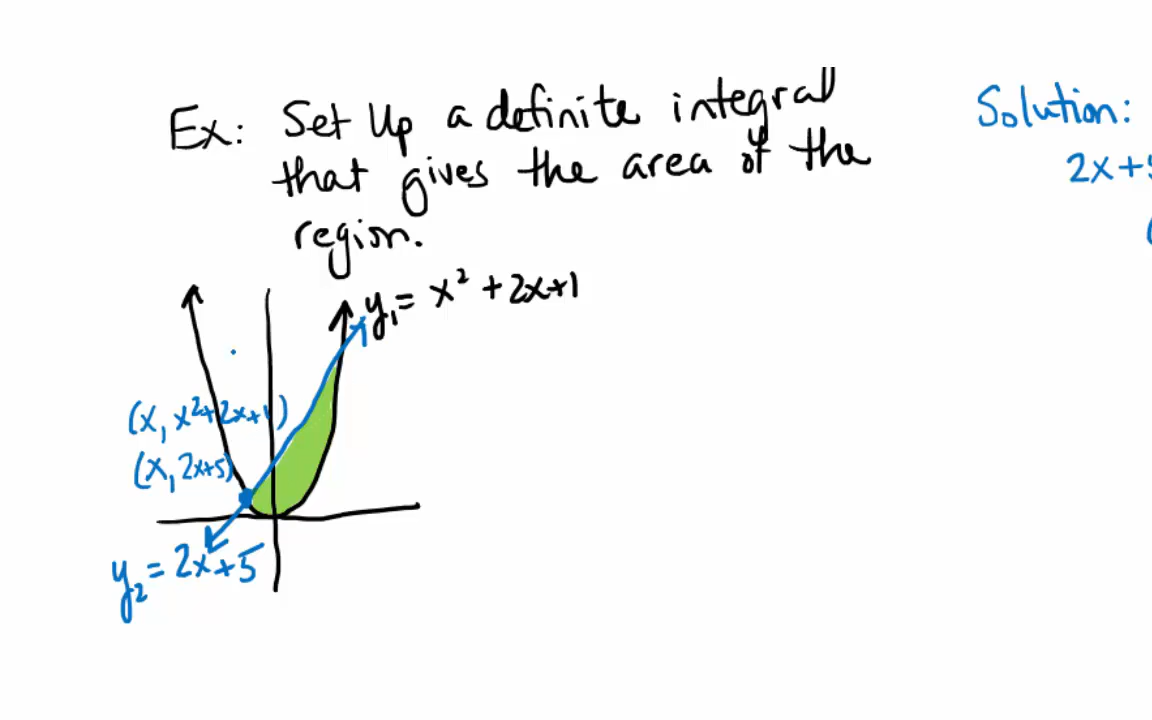 Ex: Set Up a definite integral
that gives the area of the
region.
Solution:
2x+5
y₁= x² + 2x+1
(x, x²+2x+1)
(x, 2x+5)
y₂ = 2x+5